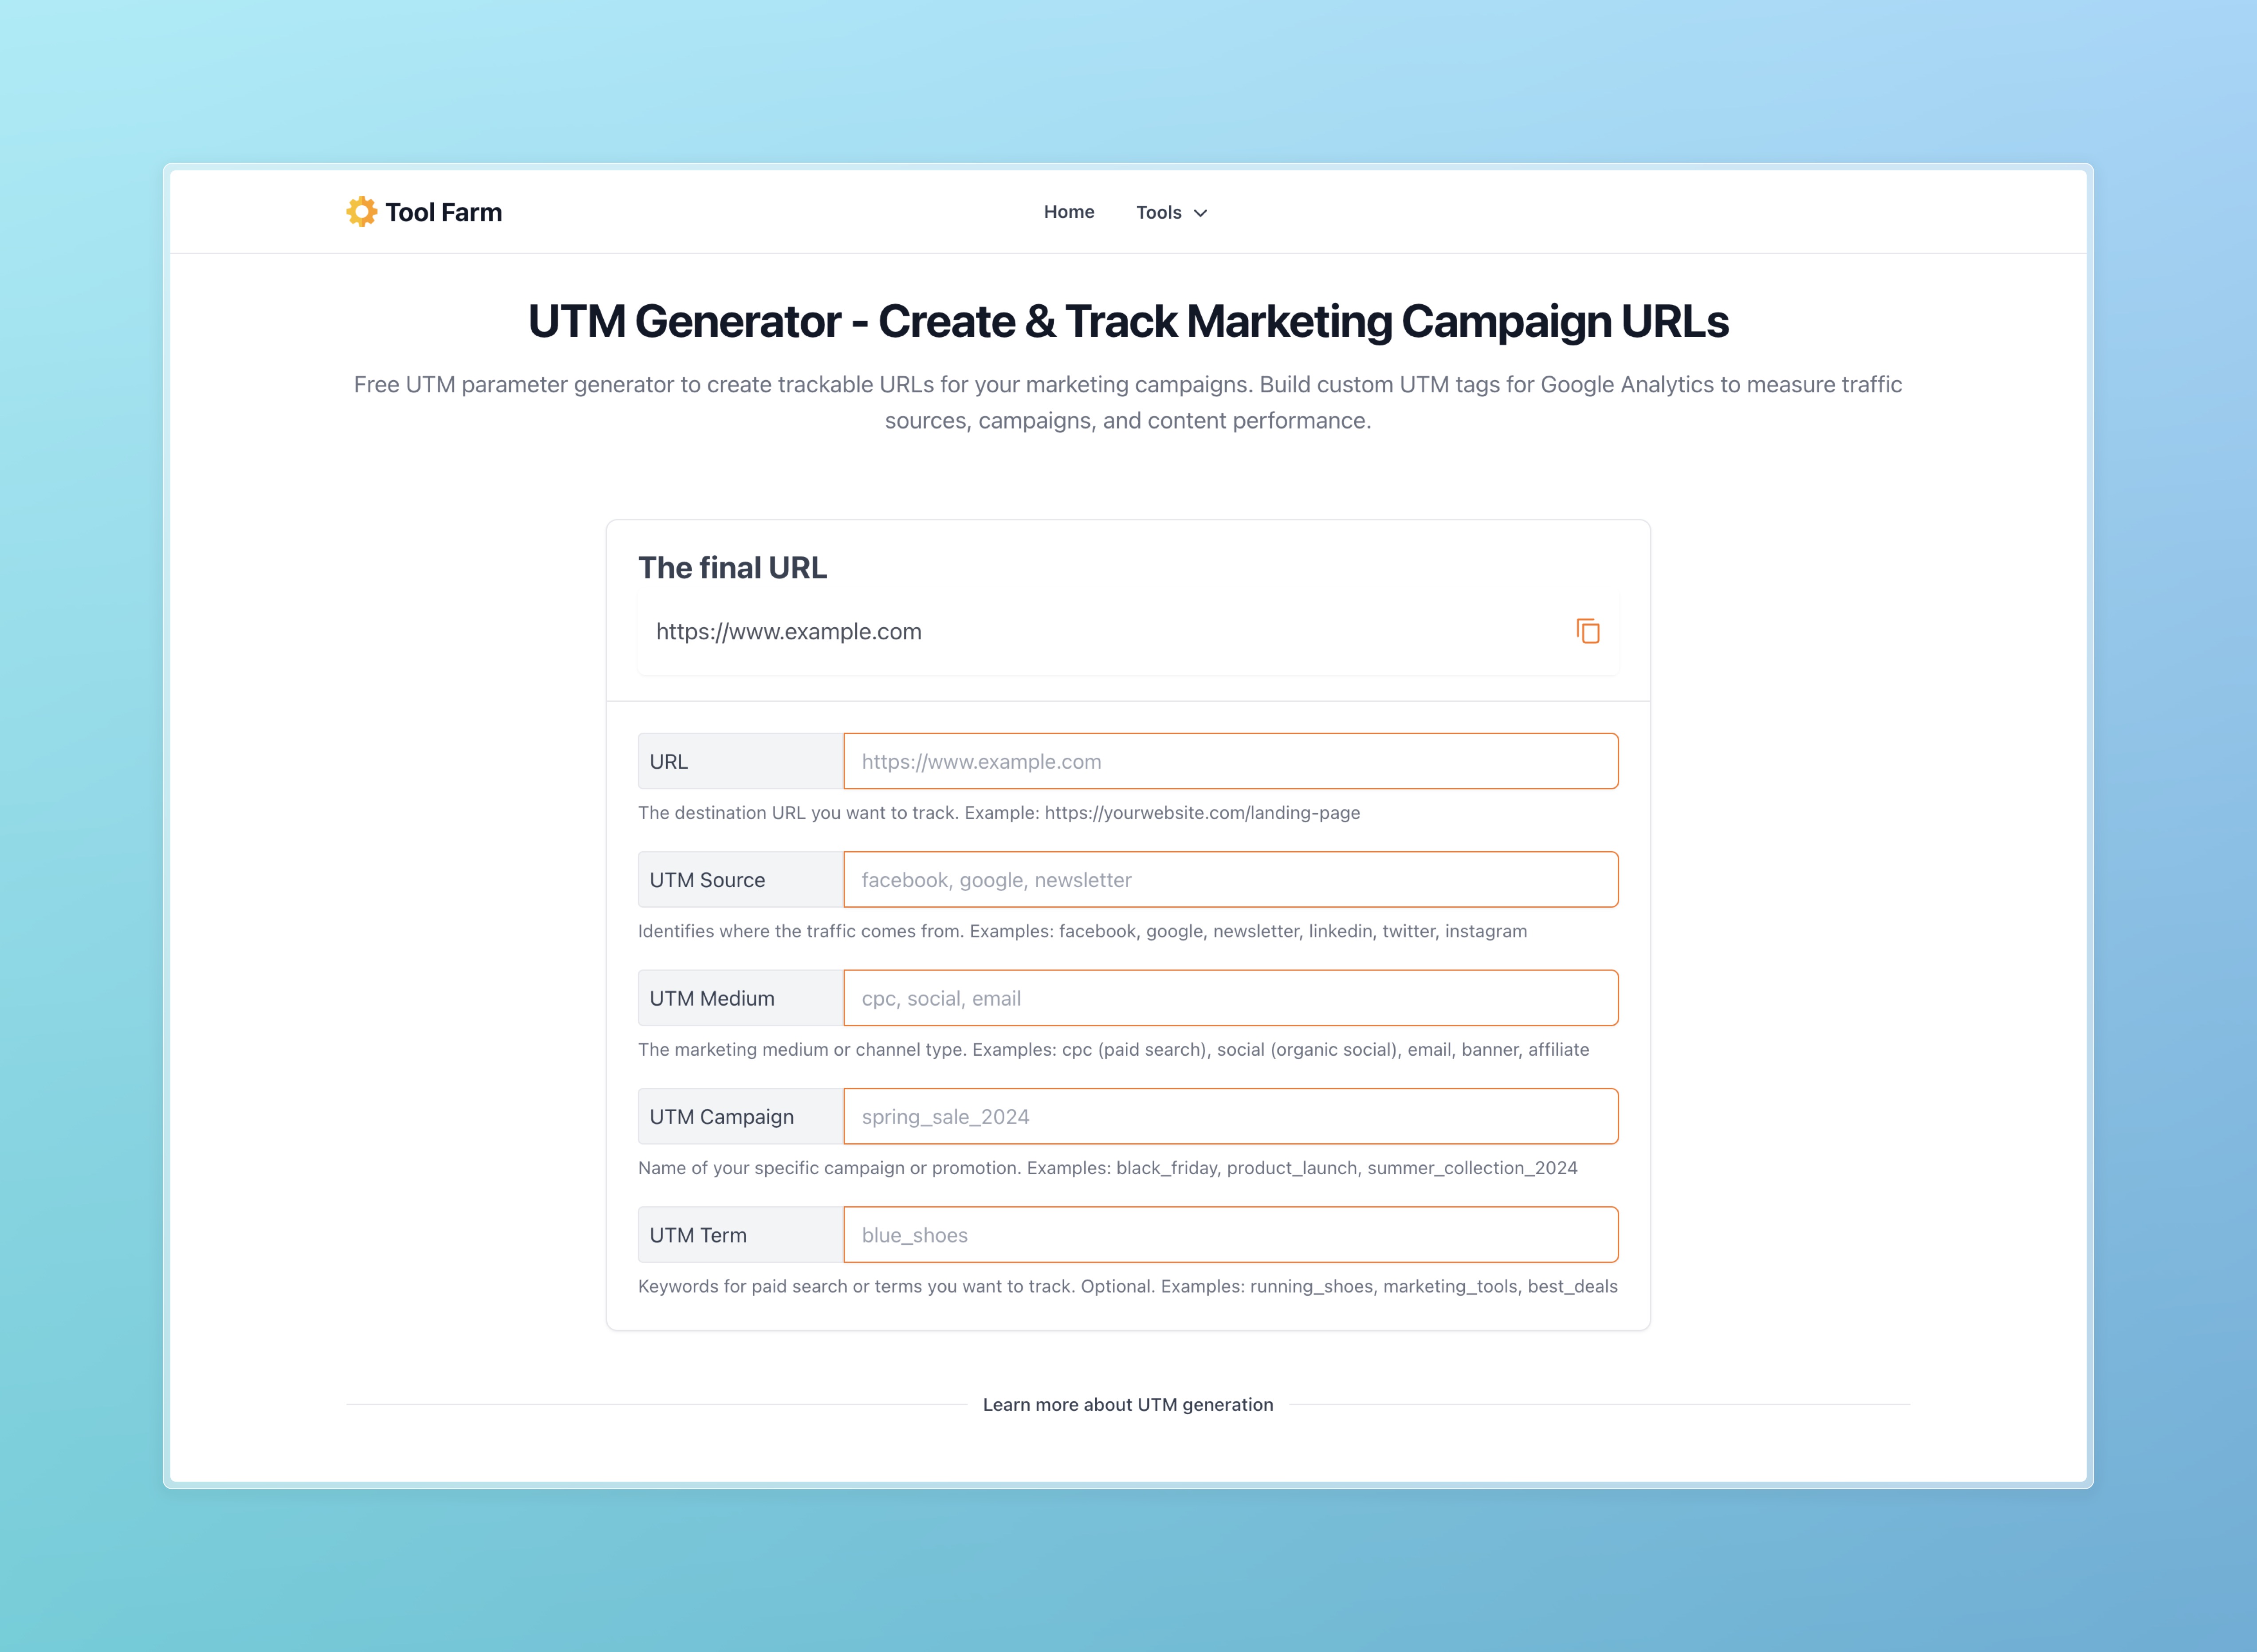 Tool Farm
Home
Tools
UTM Generator - Create & Track Marketing Campaign URLs
Free UTM parameter generator to create trackable URLs for your marketing campaigns. Build custom UTM tags for Google Analytics to measure traffic
sources, campaigns, and content performance.
The final URL
https://www.example.com
URL
https://www.example.com
The destination URL you want to track. Example: https://yourwebsite.com/landing-page
UTM Source
facebook, google, newsletter
Identifies where the traffic comes from. Examples: facebook, google, newsletter, linkedin, twitter, instagram
UTM Medium
cpc, social, email
The marketing medium or channel type. Examples: cpc (paid search), social (organic social), email, banner, affiliate
UTM Campaign
spring_sale_2024
Name of your specific campaign or promotion. Examples: black_friday, product_launch, summer_collection_2024
UTM Term
blue_shoes
Keywords for paid search or terms you want to track. Optional. Examples: running_shoes, marketing_tools, best_deals
Learn more about UTM generation